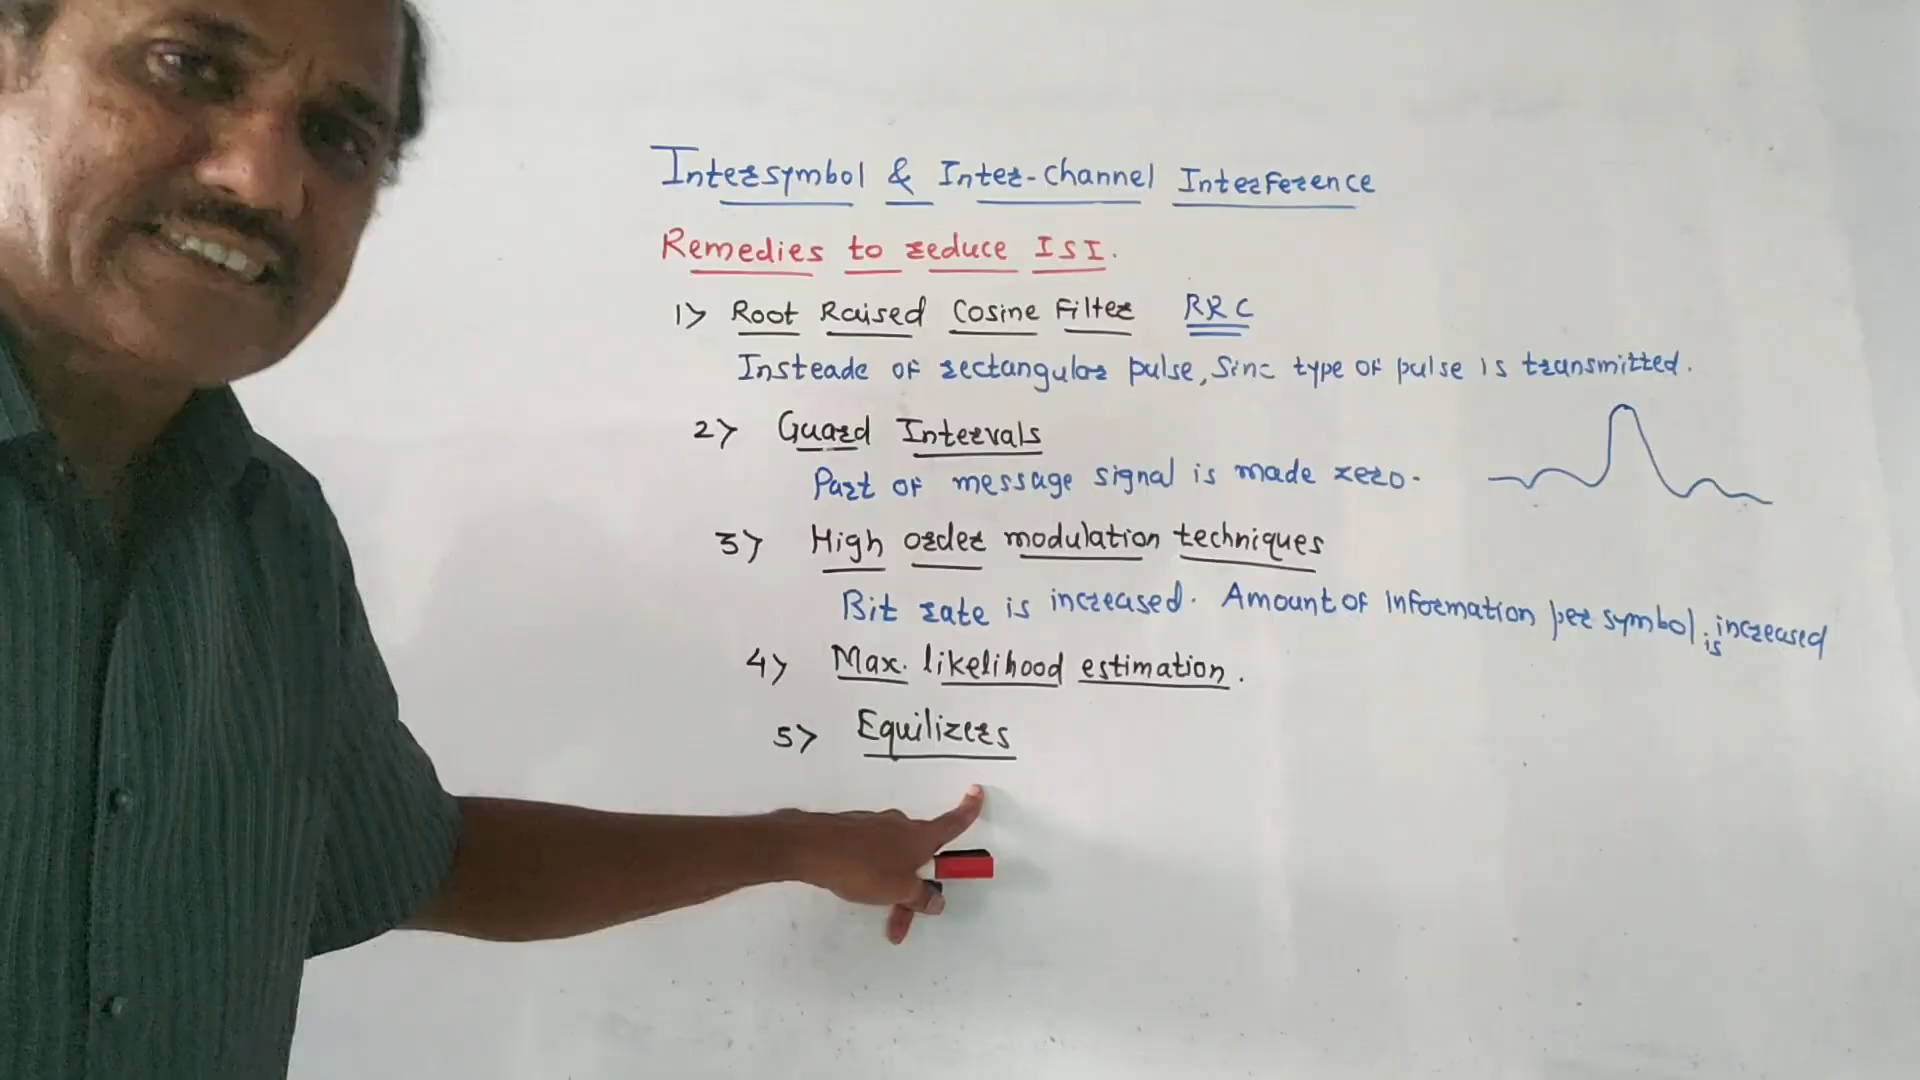 Intersymbol & Inter-Channel Interference
Remedies to reduce ISI.
1> Root Raised Cosine Filter RRC
Insteade of rectangular pulse, Sinc type of pulse is transmitted.
2> Guard Intervals
Part of message signal is made zero.
3> High order modulation techniques
Bit rate is increased. Amount of information per symbol is increased
4> Max. likelihood estimation.
5> Equilizers